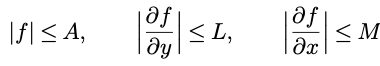 |f| ≤ A, |∂f/∂y| ≤ L, |∂f/∂x| ≤ M